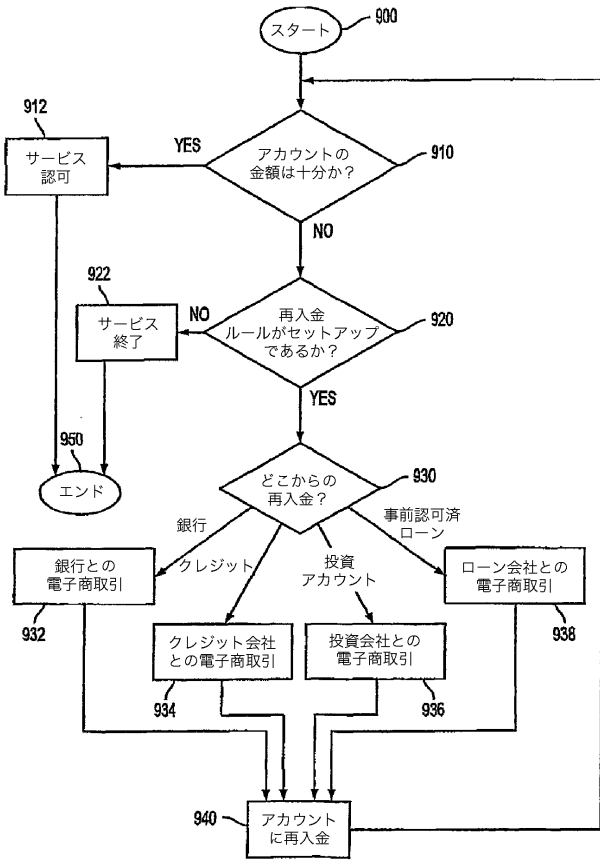 スタート
900
912
YES
サービス
認可
アカウントの
金額は十分か?
910
NO
922
NO
サービス
終了
再入金
ルールがセットアップ
であるか?
920
YES
950
エンド
どこからの
再入金?
930
銀行
クレジット
投資
アカウント
事前認可済
ローン
銀行との
電子商取引
932
クレジット会社
との電子商取引
934
投資会社との
電子商取引
936
ローン会社との
電子商取引
938
940
アカウント
に再入金